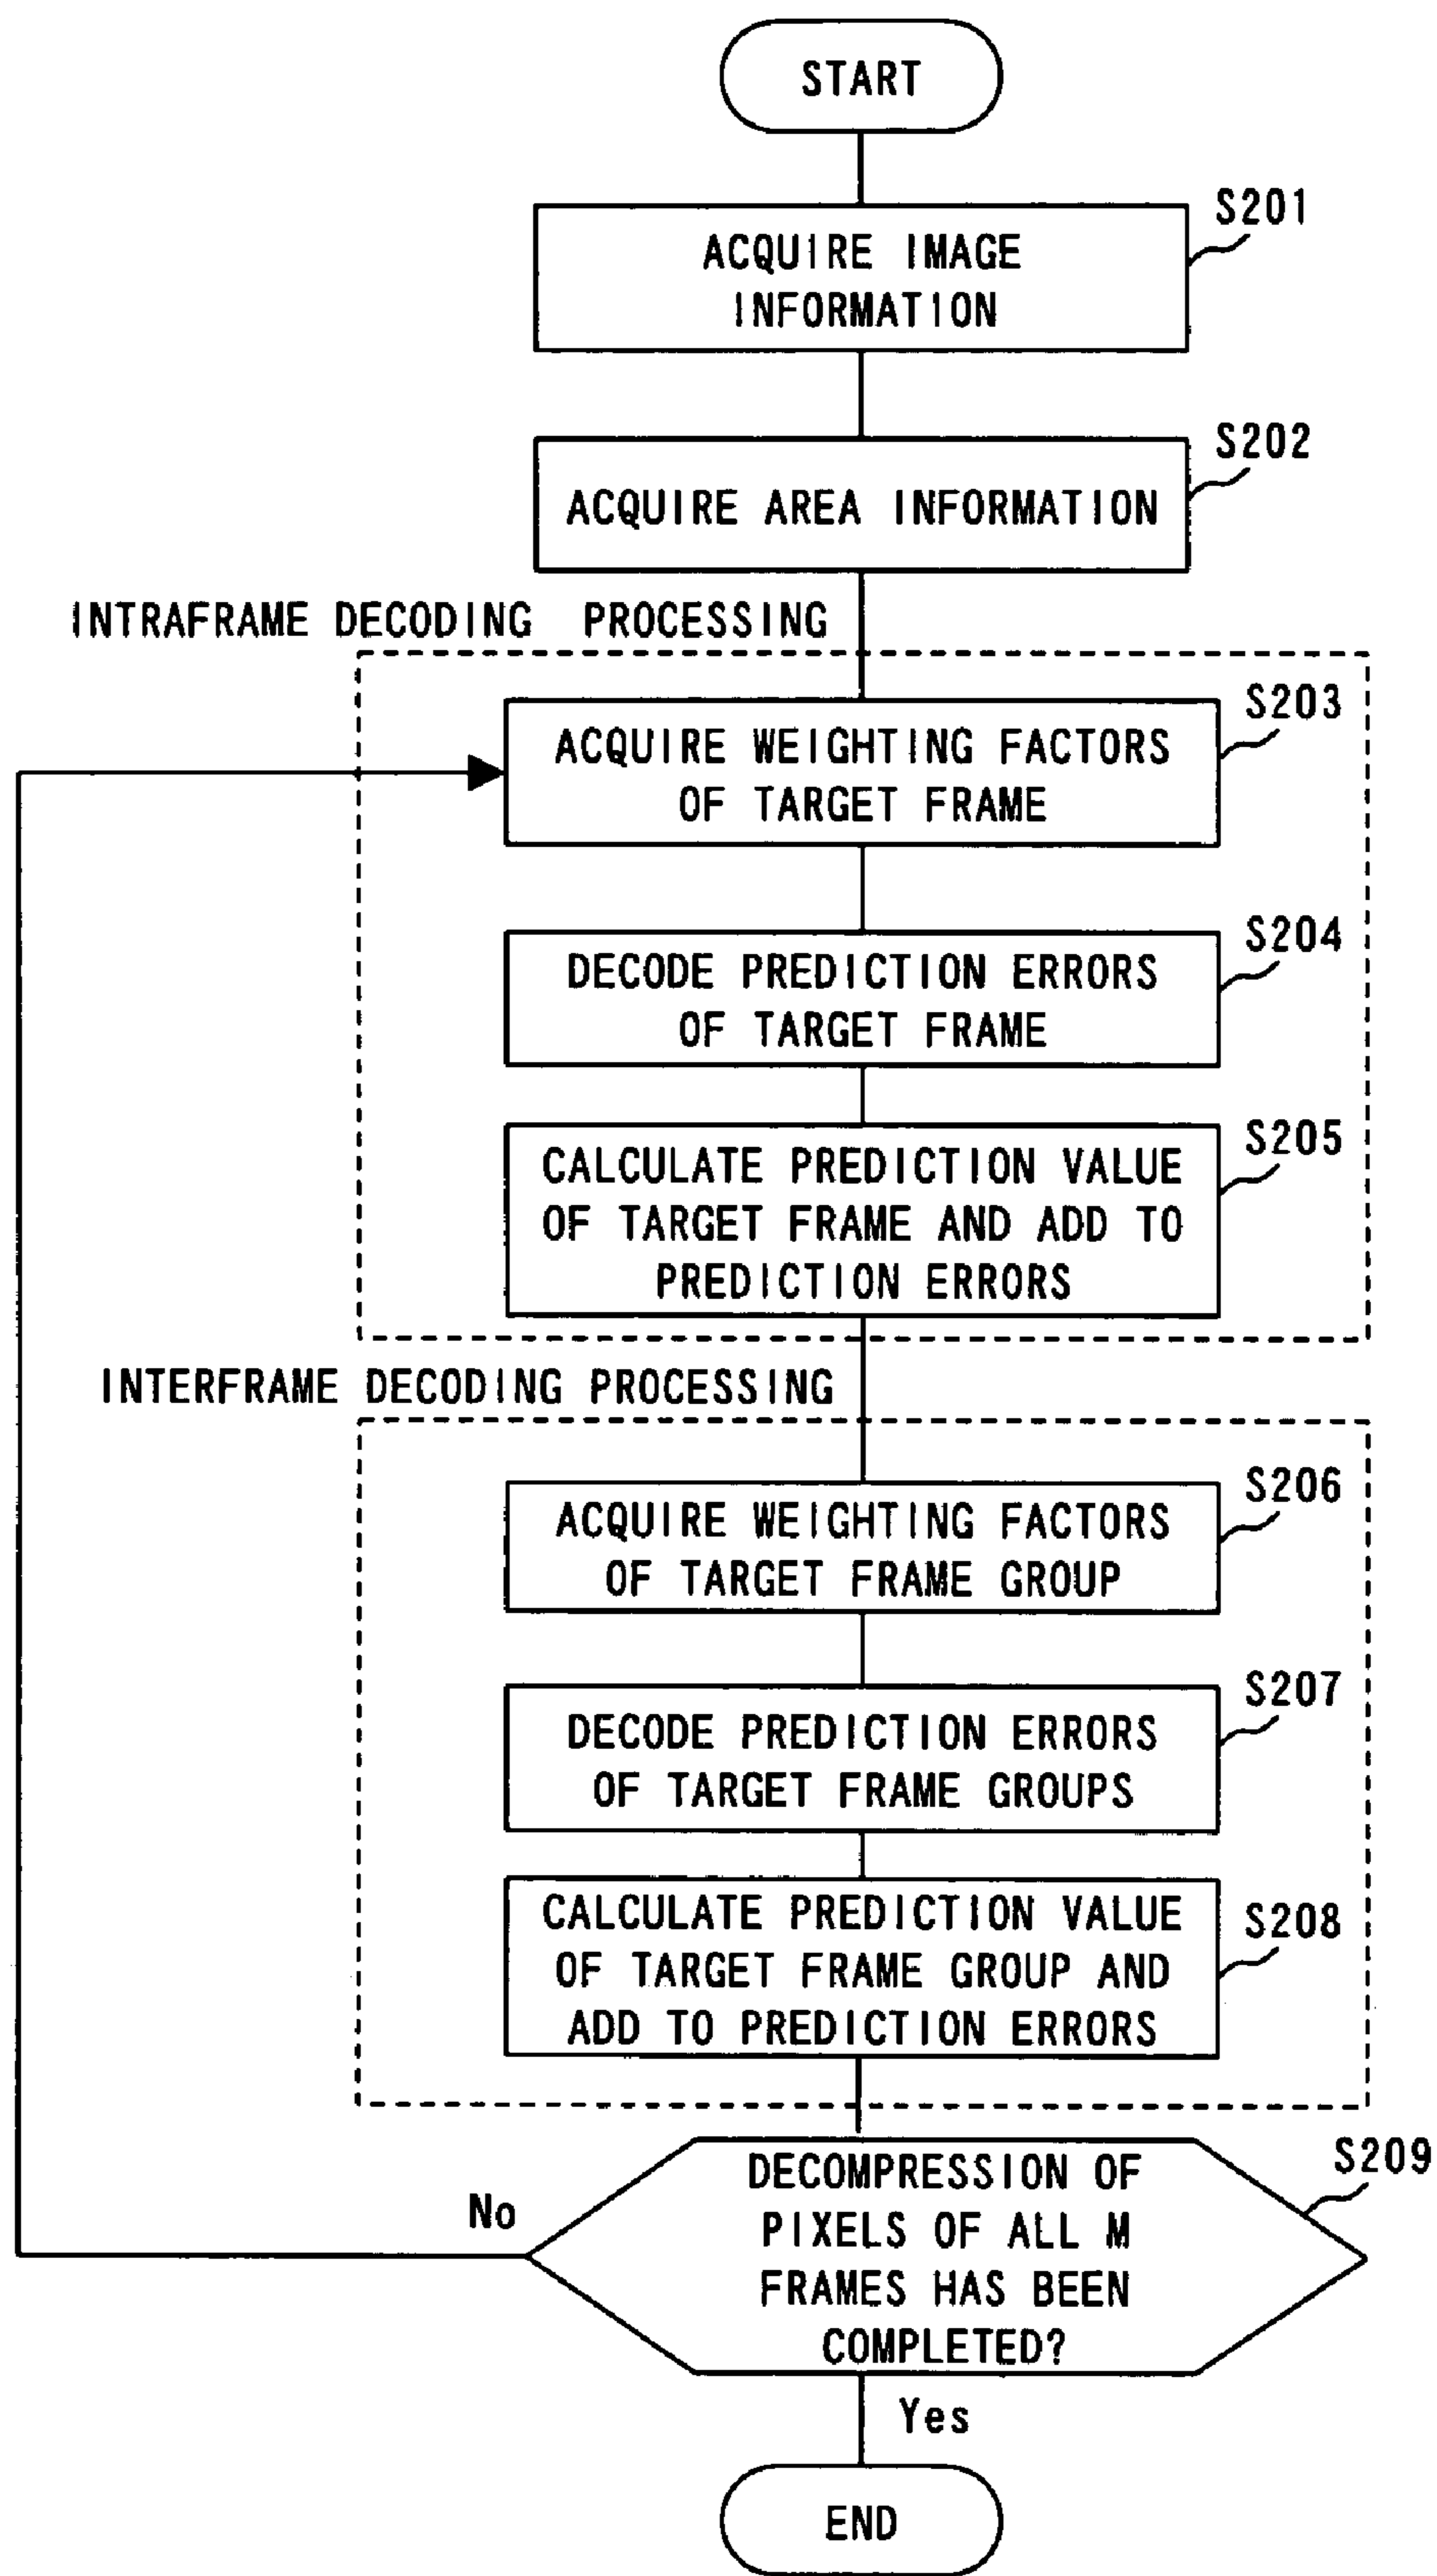 START
S201
ACQUIRE IMAGE
INFORMATION
S202
ACQUIRE AREA INFORMATION
INTRAFRAME DECODING PROCESSING
S203
ACQUIRE WEIGHTING FACTORS
OF TARGET FRAME
S204
DECODE PREDICTION ERRORS
OF TARGET FRAME
S205
CALCULATE PREDICTION VALUE
OF TARGET FRAME AND ADD TO
PREDICTION ERRORS
INTERFRAME DECODING PROCESSING
S206
ACQUIRE WEIGHTING FACTORS
OF TARGET FRAME GROUP
S207
DECODE PREDICTION ERRORS
OF TARGET FRAME GROUPS
S208
CALCULATE PREDICTION VALUE
OF TARGET FRAME GROUP AND
ADD TO PREDICTION ERRORS
S209
DECOMPRESSION OF
PIXELS OF ALL M
FRAMES HAS BEEN
COMPLETED?
No
Yes
END